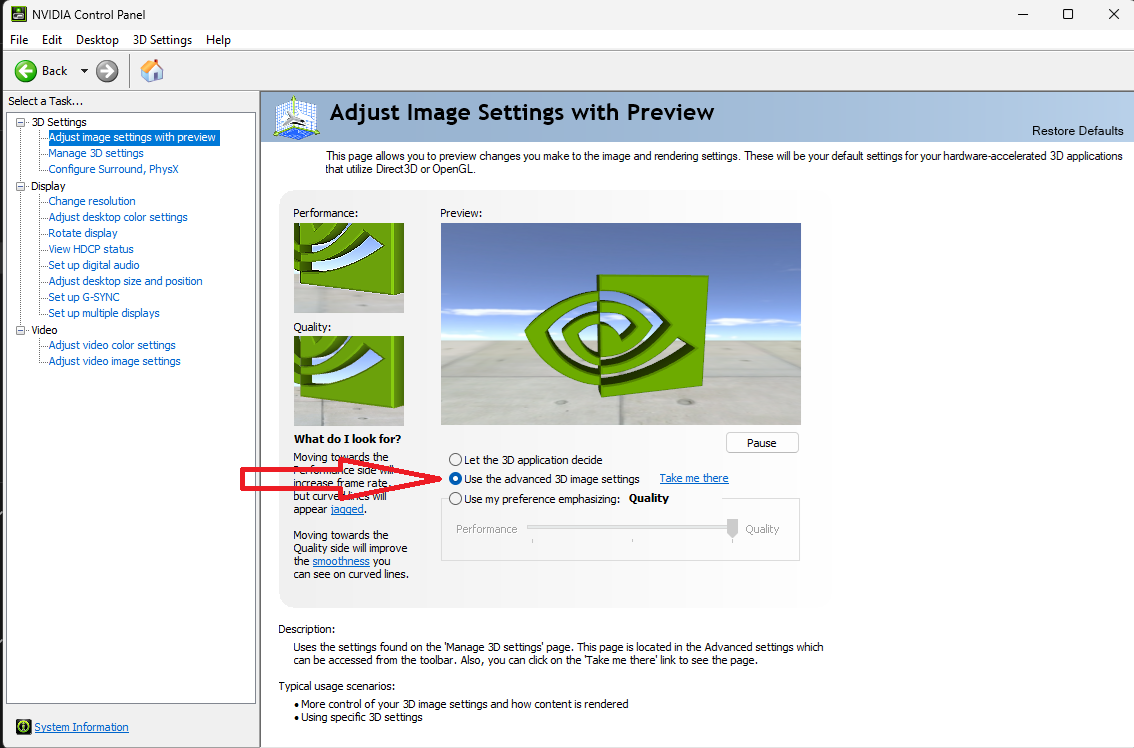 NVIDIA Control Panel
File Edit Desktop 3D Settings Help
Back
Select a Task...
3D Settings
Adjust image settings with preview
Manage 3D settings
Configure Surround, PhysX
Display
Change resolution
Adjust desktop color settings
Rotate display
View HDCP status
Set up digital audio
Adjust desktop size and position
Set up G-SYNC
Set up multiple displays
Video
Adjust video color settings
Adjust video image settings
System Information
Adjust Image Settings with Preview
Restore Defaults
This page allows you to preview changes you make to the image and rendering settings. These will be your default settings for your hardware-accelerated 3D applications
that utilize Direct3D or OpenGL.
Performance:
Quality:
What do I look for?
Moving towards the
Performance side will
increase frame rate,
but curved lines will
appear jagged.
Moving towards the
Quality side will improve
the smoothness you
can see on curved lines.
Preview:
Pause
Let the 3D application decide
Use the advanced 3D image settings Take me there
Use my preference emphasizing: Quality
Performance Quality
Description:
Uses the settings found on the 'Manage 3D settings' page. This page is located in the Advanced settings which
can be accessed from the toolbar. Also, you can click on the 'Take me there' link to see the page.
Typical usage scenarios:
• More control of your 3D image settings and how content is rendered
• Using specific 3D settings